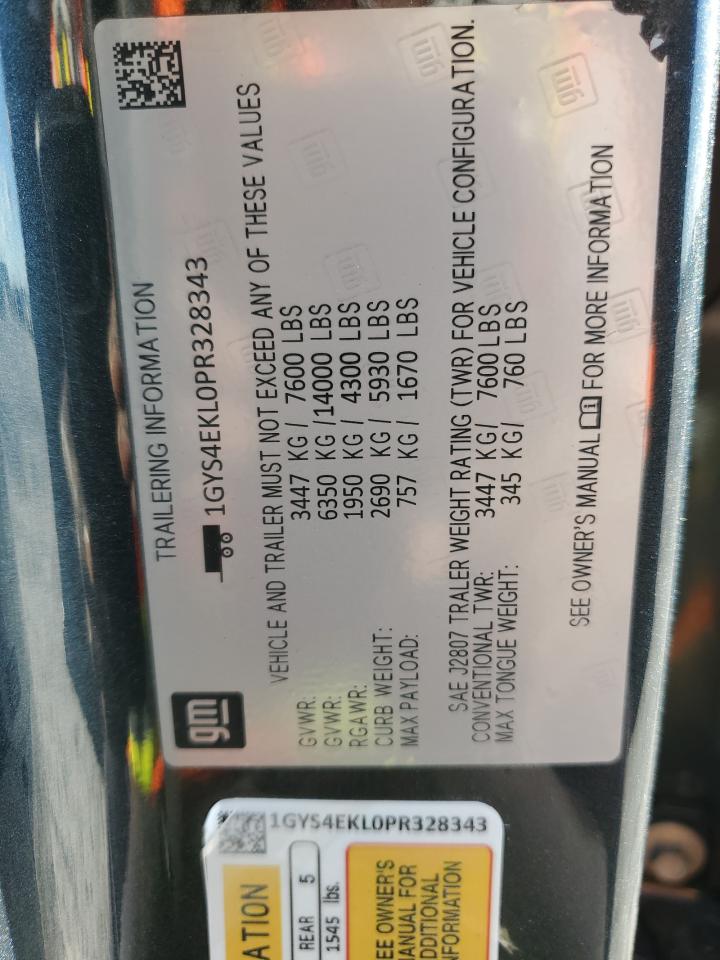 gm
TRAILERING INFORMATION
1GYS4EKL0PR328343
VEHICLE AND TRAILER MUST NOT EXCEED ANY OF THESE VALUES
GVWR: 3447 KG / 7600 LBS
GVWR: 6350 KG /14000 LBS
RGAWR: 1950 KG / 4300 LBS
CURB WEIGHT: 2690 KG / 5930 LBS
MAX PAYLOAD: 757 KG / 1670 LBS
SAE J2807 TRALER WEIGHT RATING (TWR) FOR VEHICLE CONFIGURATION.
CONVENTIONAL TWR: 3447 KG/ 7600 LBS
MAX TONGUE WEIGHT: 345 KG/ 760 LBS
SEE OWNER'S MANUAL FOR MORE INFORMATION
1GYS4EKL0PR328343
ATION
REAR 5
1545 lbs.
EE OWNER'S
ANUAL FOR
DDITIONAL
NFORMATION